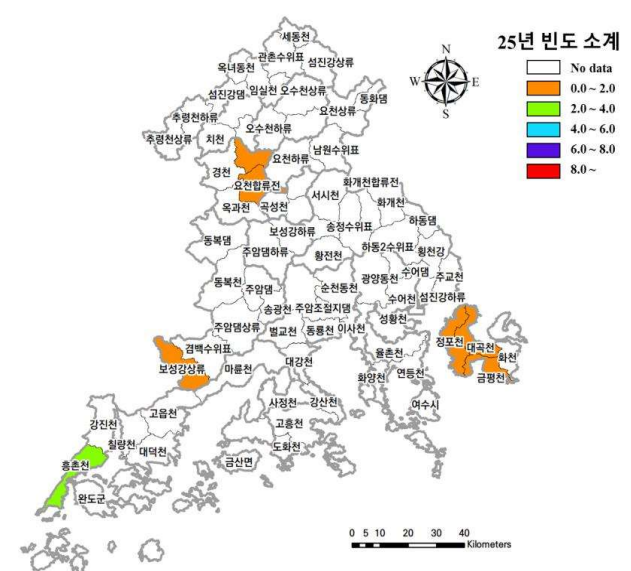 25년 빈도 소계
No data
0.0 ~ 2.0
2.0 ~ 4.0
4.0 ~ 6.0
6.0 ~ 8.0
8.0 ~
N
W E
S
세동천
관촌수위표
섬진강상류
옥녀동천
섬진강댐 임실천 오수천상류
동화댐
요천상류
추령천하류
오수천하류
추령천상류 치천
남원수위표
요천하류
경천
요천합류전
화개천합류전
서시천
화개천
옥과천 곡성천
하동댐
보성강하류 송정수위표
동복댐
주암댐하류
하동2수위표
황전천
횡천강
동복천
주암댐
순천동천
광양동천
수어댐
주교천
수어천
섬진강하류
송광천 주암조절지댐
성황천
주암댐상류
벌교천 동룡천 이사천
겸백수위표
정포천
대곡천
율촌천
화천
보성강상류
마륜천
대강천
화양천 연등천
금평천
사정천 강산천
여수시
고읍천
강진천
고흥천
칠량천
대덕천
도화천
흥촌천
금산면
완도군
0 5 10 20 30 40
Kilometers